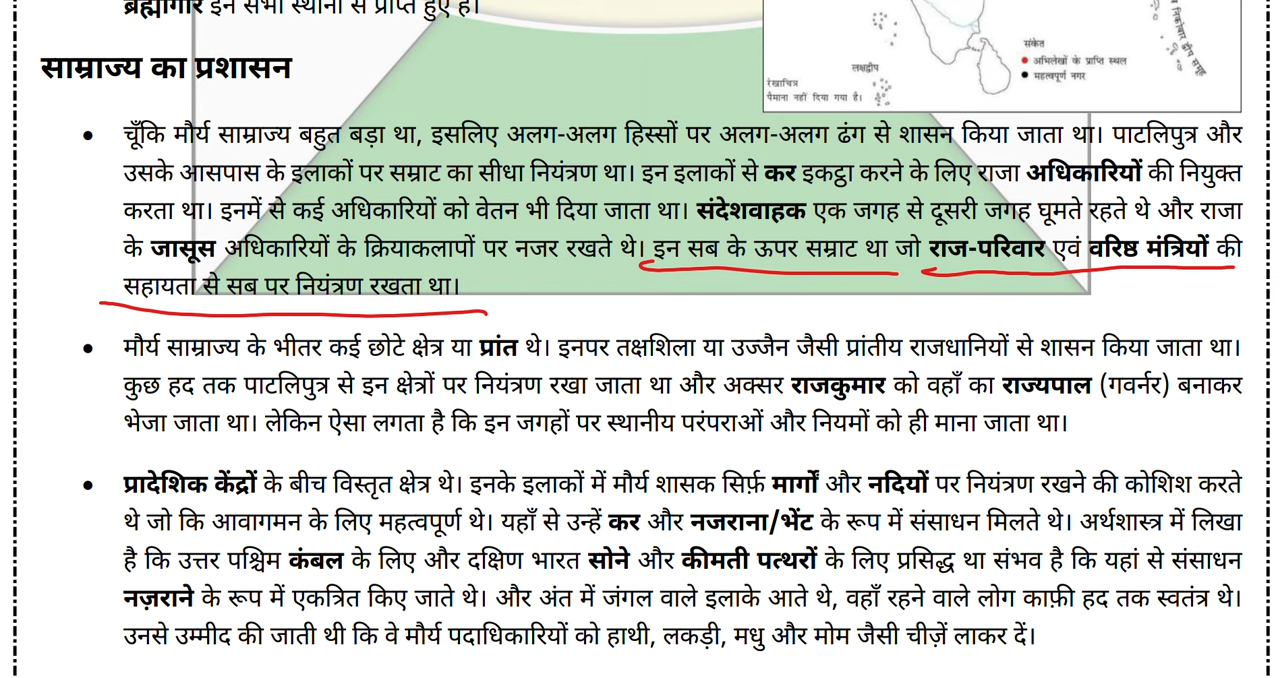 ब्रह्मगिरि इन सभी स्थानों से प्राप्त हुए हैं।
संकेत
अभिलेखों के प्राप्ति स्थल
महत्वपूर्ण नगर
लक्षद्वीप
रेखाचित्र
पैमाना नहीं दिया गया है।
निकोबार द्वीप समूह
साम्राज्य का प्रशासन
• चूँकि मौर्य साम्राज्य बहुत बड़ा था, इसलिए अलग-अलग हिस्सों पर अलग-अलग ढंग से शासन किया जाता था। पाटलिपुत्र और
उसके आसपास के इलाकों पर सम्राट का सीधा नियंत्रण था। इन इलाकों से कर इकट्ठा करने के लिए राजा अधिकारियों की नियुक्त
करता था। इनमें से कई अधिकारियों को वेतन भी दिया जाता था। संदेशवाहक एक जगह से दूसरी जगह घूमते रहते थे और राजा
के जासूस अधिकारियों के क्रियाकलापों पर नजर रखते थे। इन सब के ऊपर सम्राट था जो राज-परिवार एवं वरिष्ठ मंत्रियों की
सहायता से सब पर नियंत्रण रखता था।
• मौर्य साम्राज्य के भीतर कई छोटे क्षेत्र या प्रांत थे। इनपर तक्षशिला या उज्जैन जैसी प्रांतीय राजधानियों से शासन किया जाता था।
कुछ हद तक पाटलिपुत्र से इन क्षेत्रों पर नियंत्रण रखा जाता था और अक्सर राजकुमार को वहाँ का राज्यपाल (गवर्नर) बनाकर
भेजा जाता था। लेकिन ऐसा लगता है कि इन जगहों पर स्थानीय परंपराओं और नियमों को ही माना जाता था।
• प्रादेशिक केंद्रों के बीच विस्तृत क्षेत्र थे। इनके इलाकों में मौर्य शासक सिर्फ़ मार्गों और नदियों पर नियंत्रण रखने की कोशिश करते
थे जो कि आवागमन के लिए महत्वपूर्ण थे। यहाँ से उन्हें कर और नजराना/भेंट के रूप में संसाधन मिलते थे। अर्थशास्त्र में लिखा
है कि उत्तर पश्चिम कंबल के लिए और दक्षिण भारत सोने और कीमती पत्थरों के लिए प्रसिद्ध था संभव है कि यहां से संसाधन
नज़राने के रूप में एकत्रित किए जाते थे। और अंत में जंगल वाले इलाके आते थे, वहाँ रहने वाले लोग काफ़ी हद तक स्वतंत्र थे।
उनसे उम्मीद की जाती थी कि वे मौर्य पदाधिकारियों को हाथी, लकड़ी, मधु और मोम जैसी चीज़ें लाकर दें।